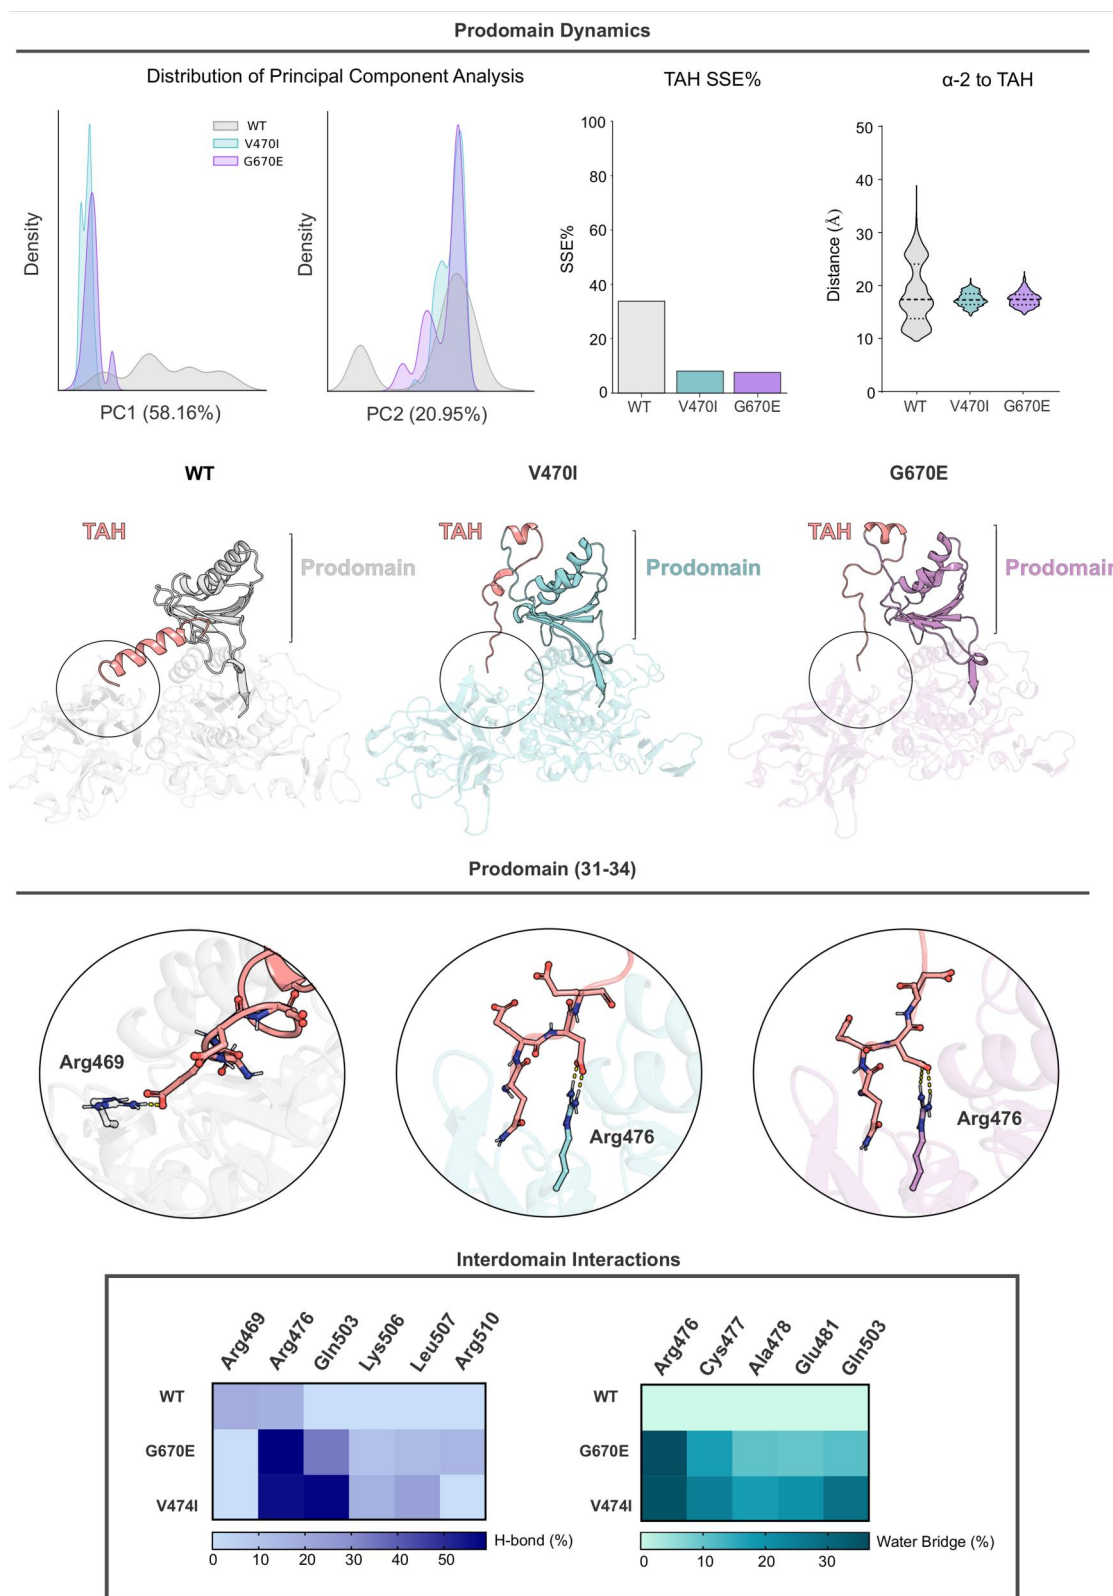 Prodomain Dynamics
Distribution of Principal Component Analysis
TAH SSE%
α-2 to TAH
WT
V470I
G670E
Density
PC1 (58.16%)
Density
PC2 (20.95%)
SSE%
100
80
60
40
20
0
WT V470I G670E
Distance (Å)
50
40
30
20
10
0
WT V470I G670E
WT
V470I
G670E
TAH
Prodomain
TAH
Prodomain
TAH
Prodomain
Prodomain (31-34)
Arg469
Arg476
Arg476
Interdomain Interactions
Arg469 Arg476 Gln503 Lys506 Leu507 Arg510
WT
G670E
V474I
0 10 20 30 40 50
H-bond (%)
Arg476 Cys477 Ala478 Glu481 Gln503
WT
G670E
V474I
0 10 20 30
Water Bridge (%)